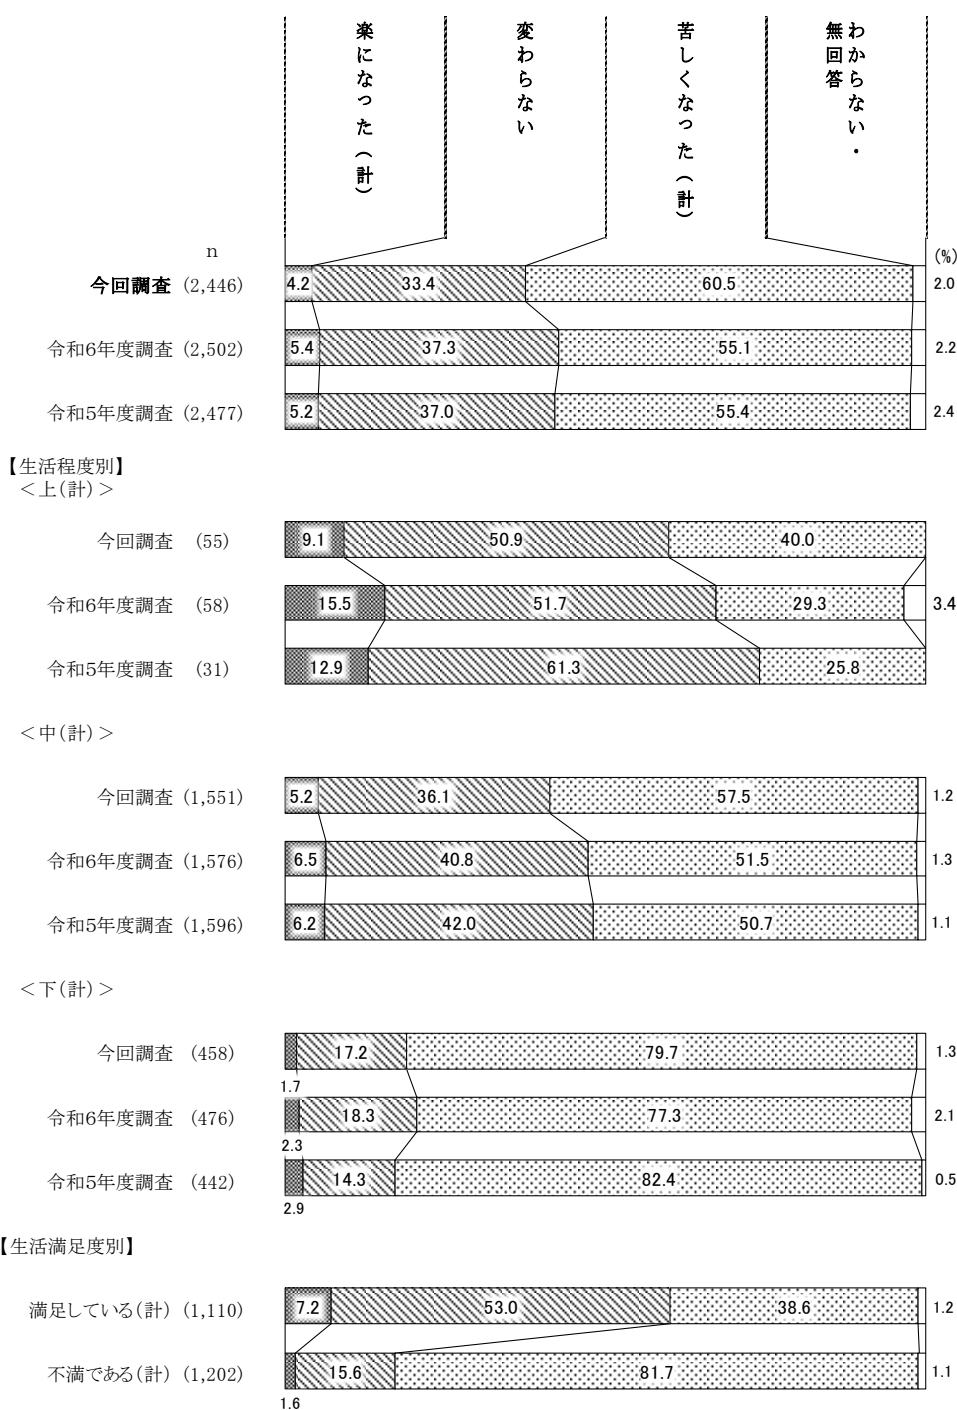 楽になった（計）
変わらない
苦しくなった（計）
わからない・
無回答
n
(%)
今回調査 (2,446) 4.2 33.4 60.5 2.0
令和6年度調査 (2,502) 5.4 37.3 55.1 2.2
令和5年度調査 (2,477) 5.2 37.0 55.4 2.4
【生活程度別】
＜上(計)＞
今回調査 (55) 9.1 50.9 40.0
令和6年度調査 (58) 15.5 51.7 29.3 3.4
令和5年度調査 (31) 12.9 61.3 25.8
＜中(計)＞
今回調査 (1,551) 5.2 36.1 57.5 1.2
令和6年度調査 (1,576) 6.5 40.8 51.5 1.3
令和5年度調査 (1,596) 6.2 42.0 50.7 1.1
＜下(計)＞
今回調査 (458) 17.2 79.7 1.3
1.7
令和6年度調査 (476) 18.3 77.3 2.1
2.3
令和5年度調査 (442) 14.3 82.4 0.5
2.9
【生活満足度別】
満足している(計) (1,110) 7.2 53.0 38.6 1.2
不満である(計) (1,202) 15.6 81.7 1.1
1.6